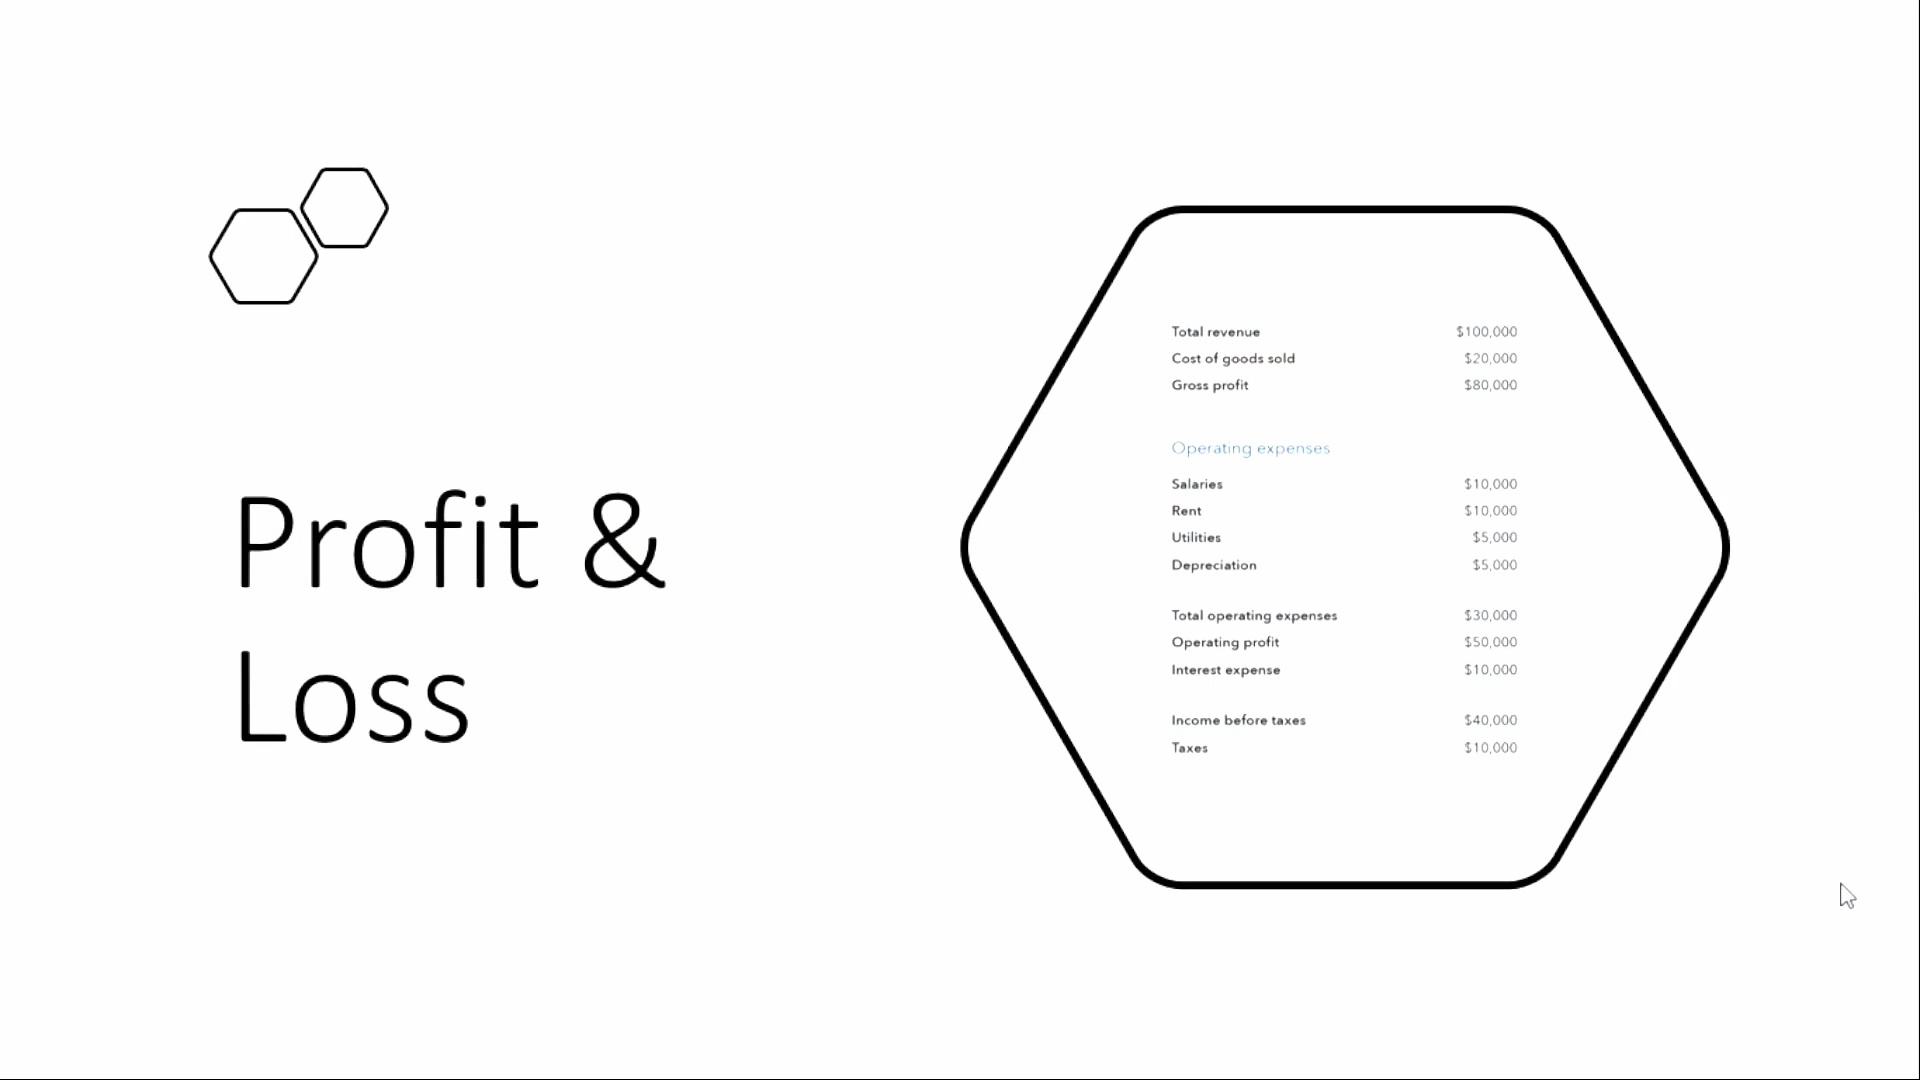 Profit &
Loss
Total revenue $100,000
Cost of goods sold $20,000
Gross profit $80,000
Operating expenses
Salaries $10,000
Rent $10,000
Utilities $5,000
Depreciation $5,000
Total operating expenses $30,000
Operating profit $50,000
Interest expense $10,000
Income before taxes $40,000
Taxes $10,000